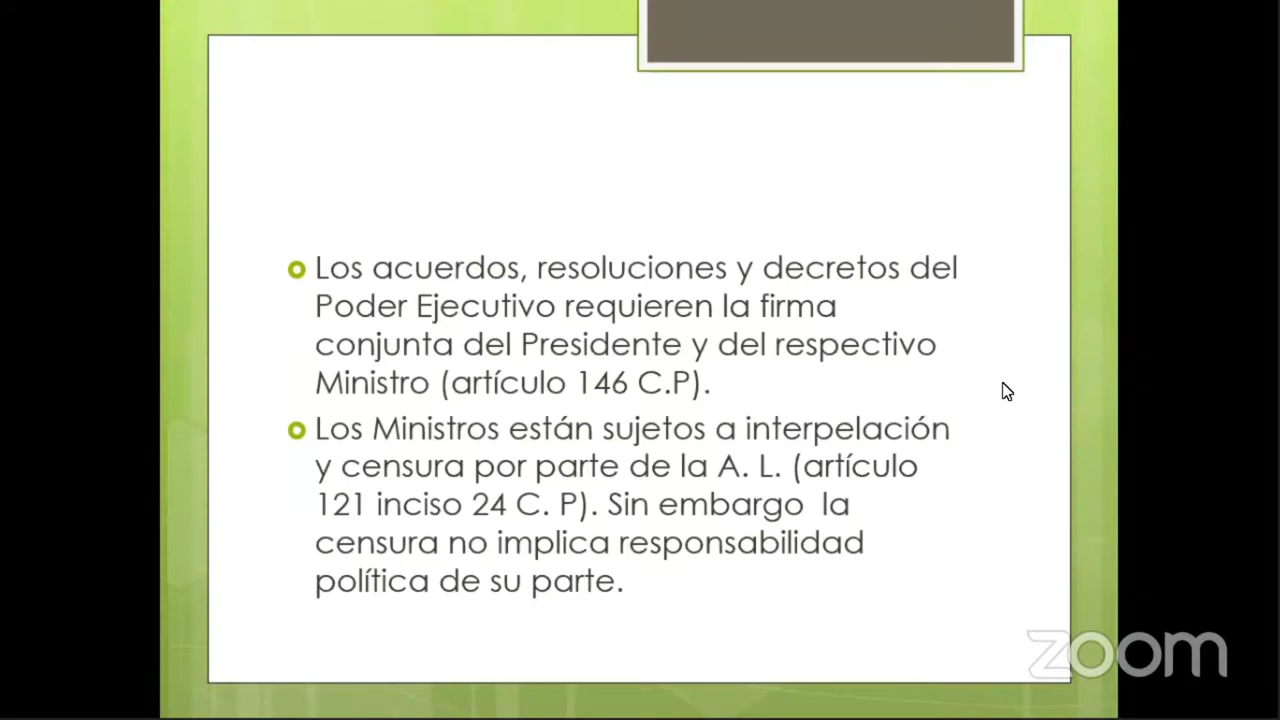 Los acuerdos, resoluciones y decretos del
Poder Ejecutivo requieren la firma
conjunta del Presidente y del respectivo
Ministro (artículo 146 C.P).
Los Ministros están sujetos a interpelación
y censura por parte de la A. L. (artículo
121 inciso 24 C. P). Sin embargo  la
censura no implica responsabilidad
política de su parte.
zoom